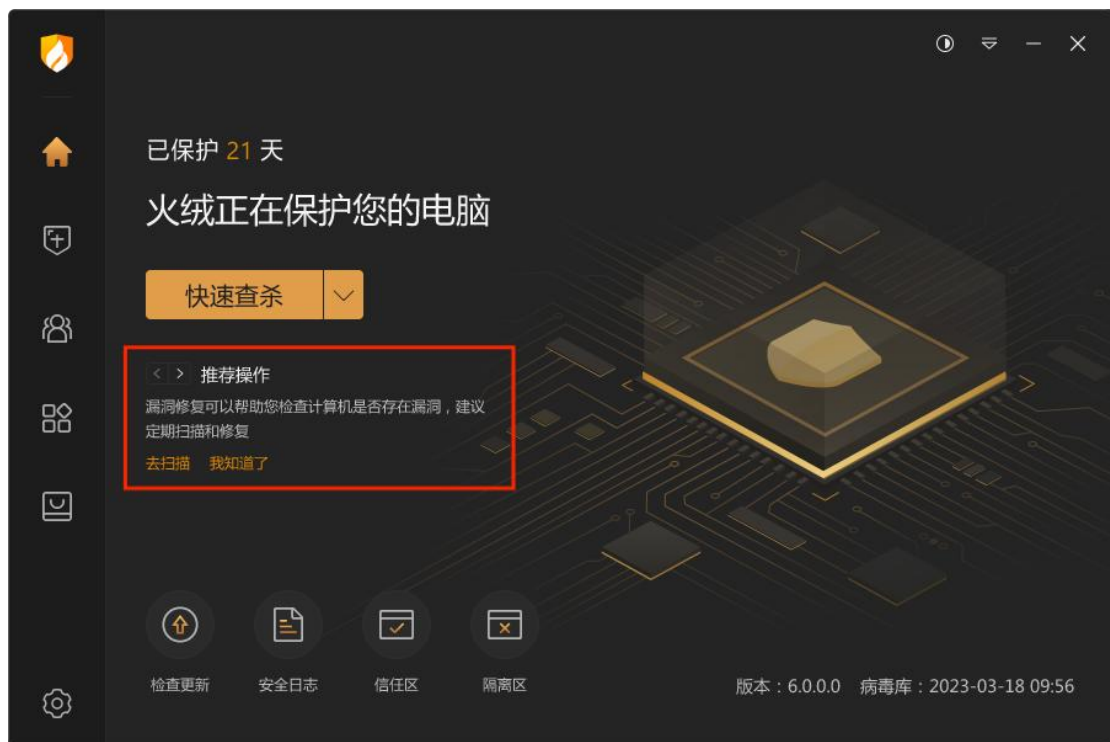 已保护 21 天
火绒正在保护您的电脑
快速查杀
推荐操作
漏洞修复可以帮助您检查计算机是否存在漏洞，建议
定期扫描和修复
去扫描 我知道了
检查更新 安全日志 信任区 隔离区
版本：6.0.0.0 病毒库：2023-03-18 09:56